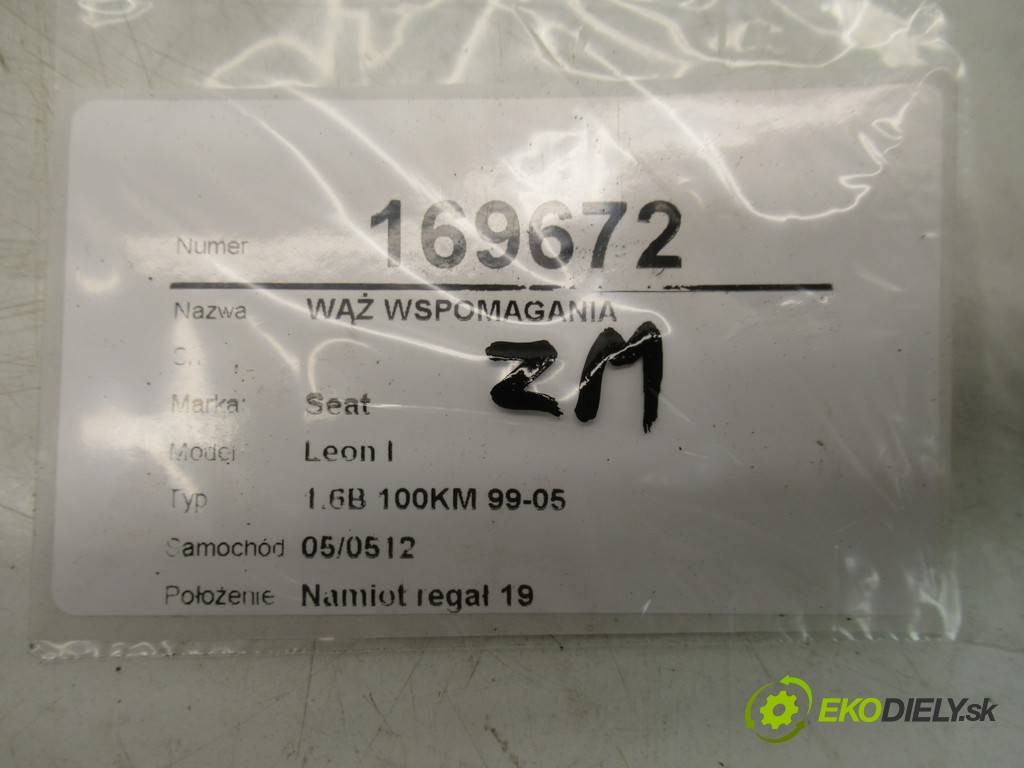 Numer 169672
Nazwa WĄŻ WSPOMAGANIA
ZM
Marka: Seat
Model Leon I
Typ 1.6B 100KM 99-05
Samochód 05/0512
Położenie Namiot regał 19
EKODIELY.sk